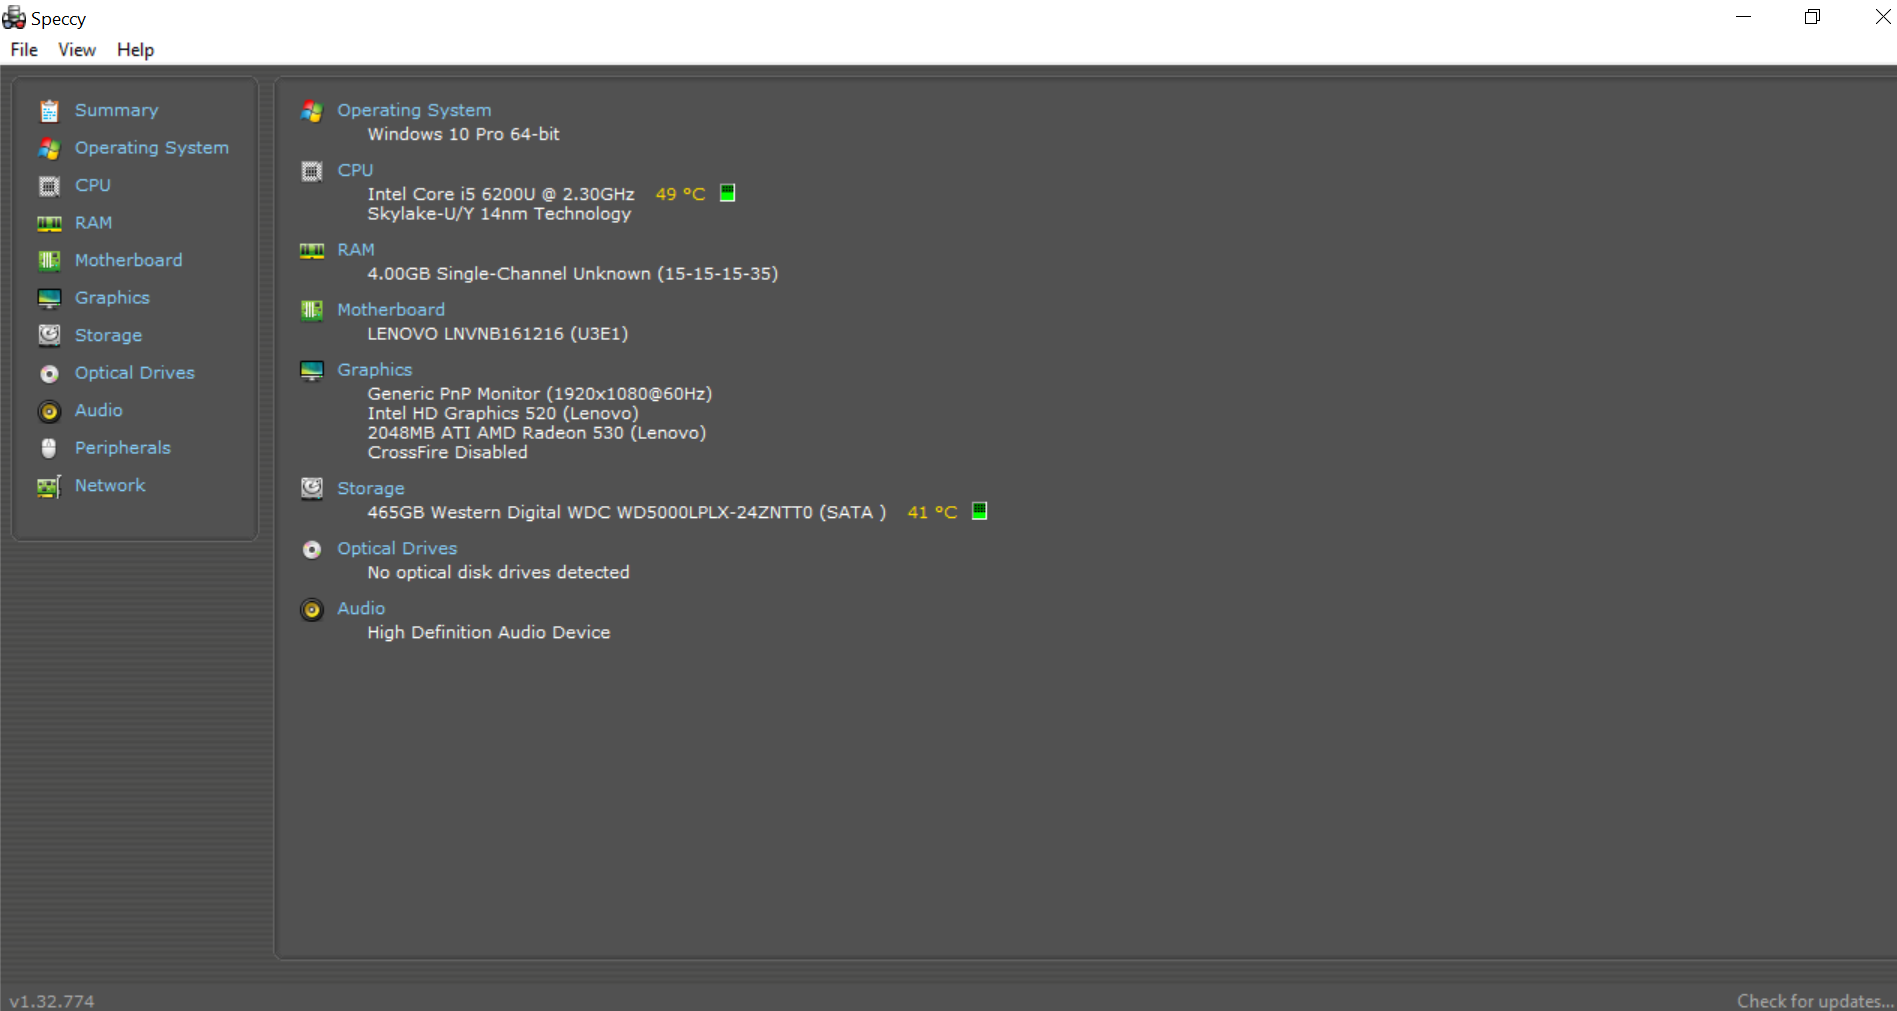 Speccy
File View Help
Summary
Operating System
CPU
RAM
Motherboard
Graphics
Storage
Optical Drives
Audio
Peripherals
Network
Operating System
Windows 10 Pro 64-bit
CPU
Intel Core i5 6200U @ 2.30GHz 49 °C
Skylake-U/Y 14nm Technology
RAM
4.00GB Single-Channel Unknown (15-15-15-35)
Motherboard
LENOVO LNVNB161216 (U3E1)
Graphics
Generic PnP Monitor (1920x1080@60Hz)
Intel HD Graphics 520 (Lenovo)
2048MB ATI AMD Radeon 530 (Lenovo)
CrossFire Disabled
Storage
465GB Western Digital WDC WD5000LPLX-24ZNTT0 (SATA ) 41 °C
Optical Drives
No optical disk drives detected
Audio
High Definition Audio Device
v1.32.774
Check for updates...